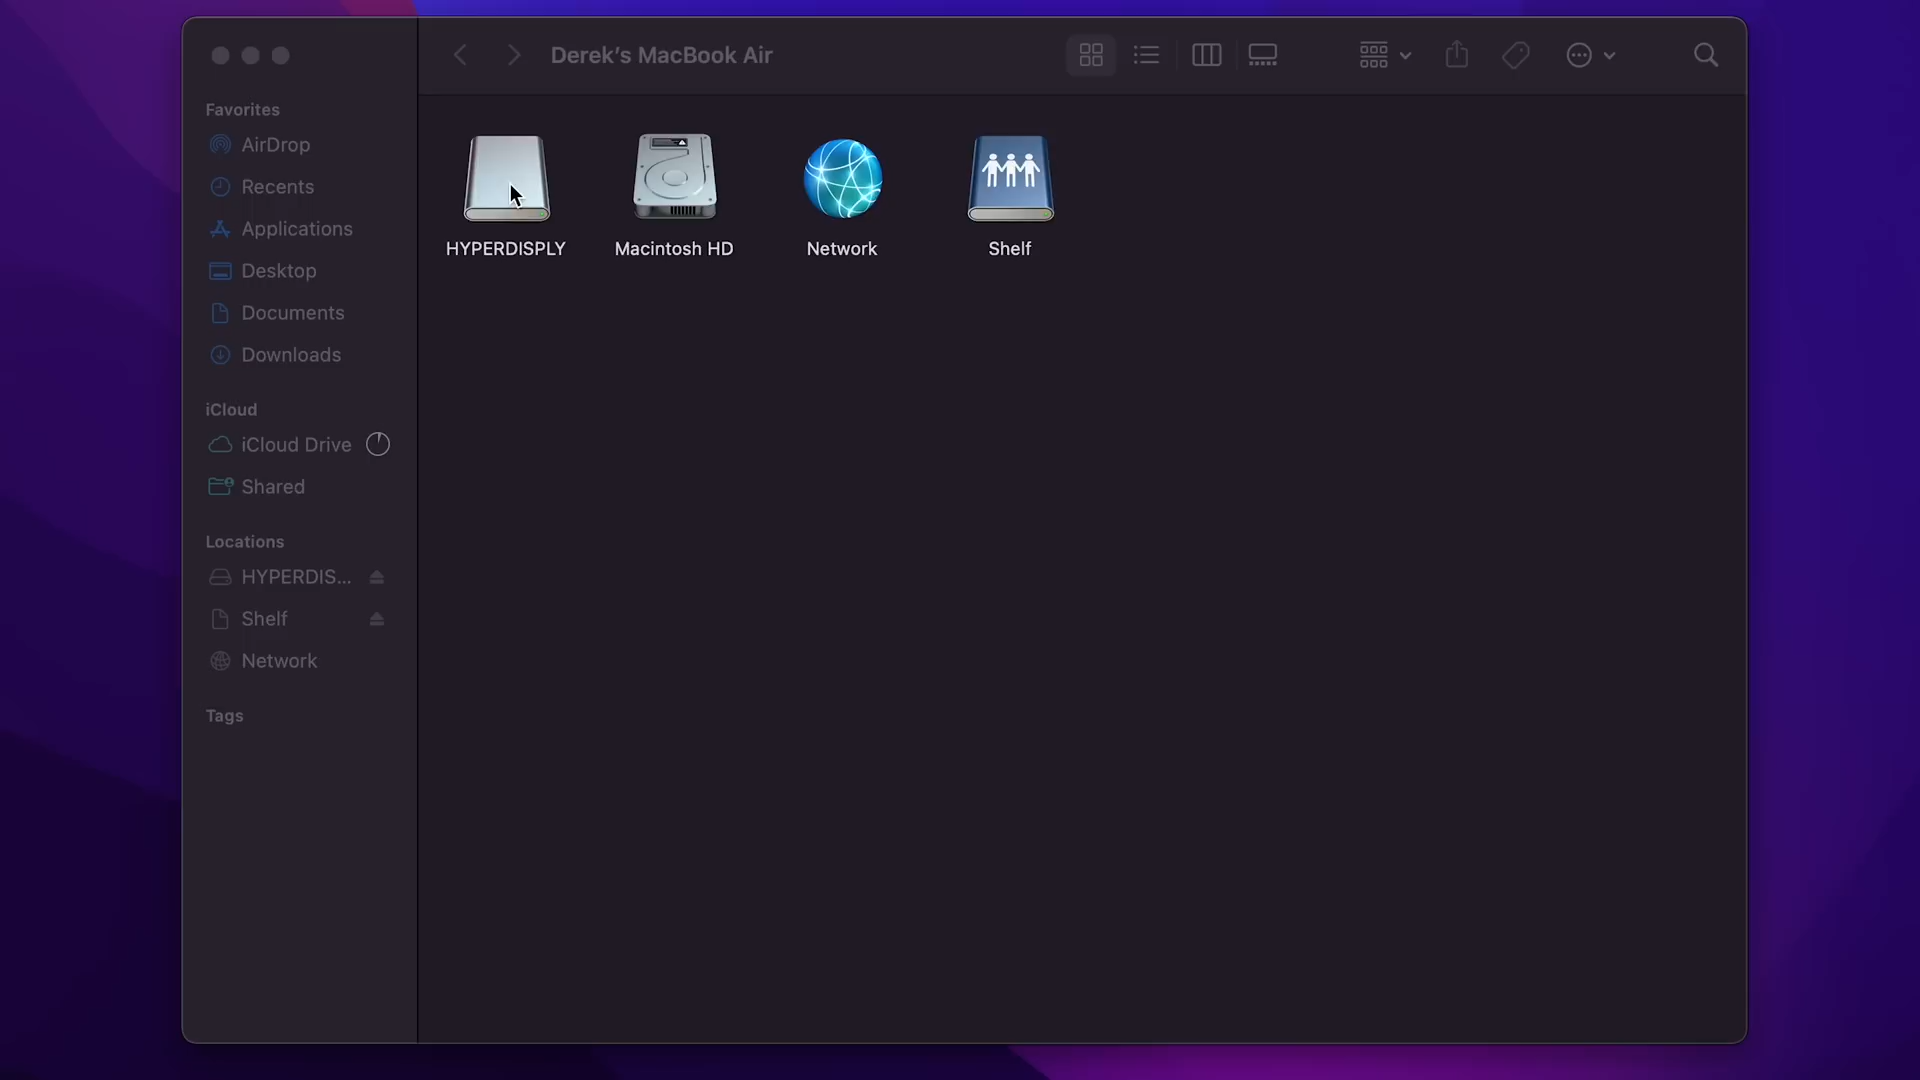 Derek’s MacBook Air
Favorites
AirDrop
Recents
Applications
Desktop
Documents
Downloads
iCloud
iCloud Drive
Shared
Locations
HYPERDIS...
Shelf
Network
Tags
HYPERDISPLY
Macintosh HD
Network
Shelf